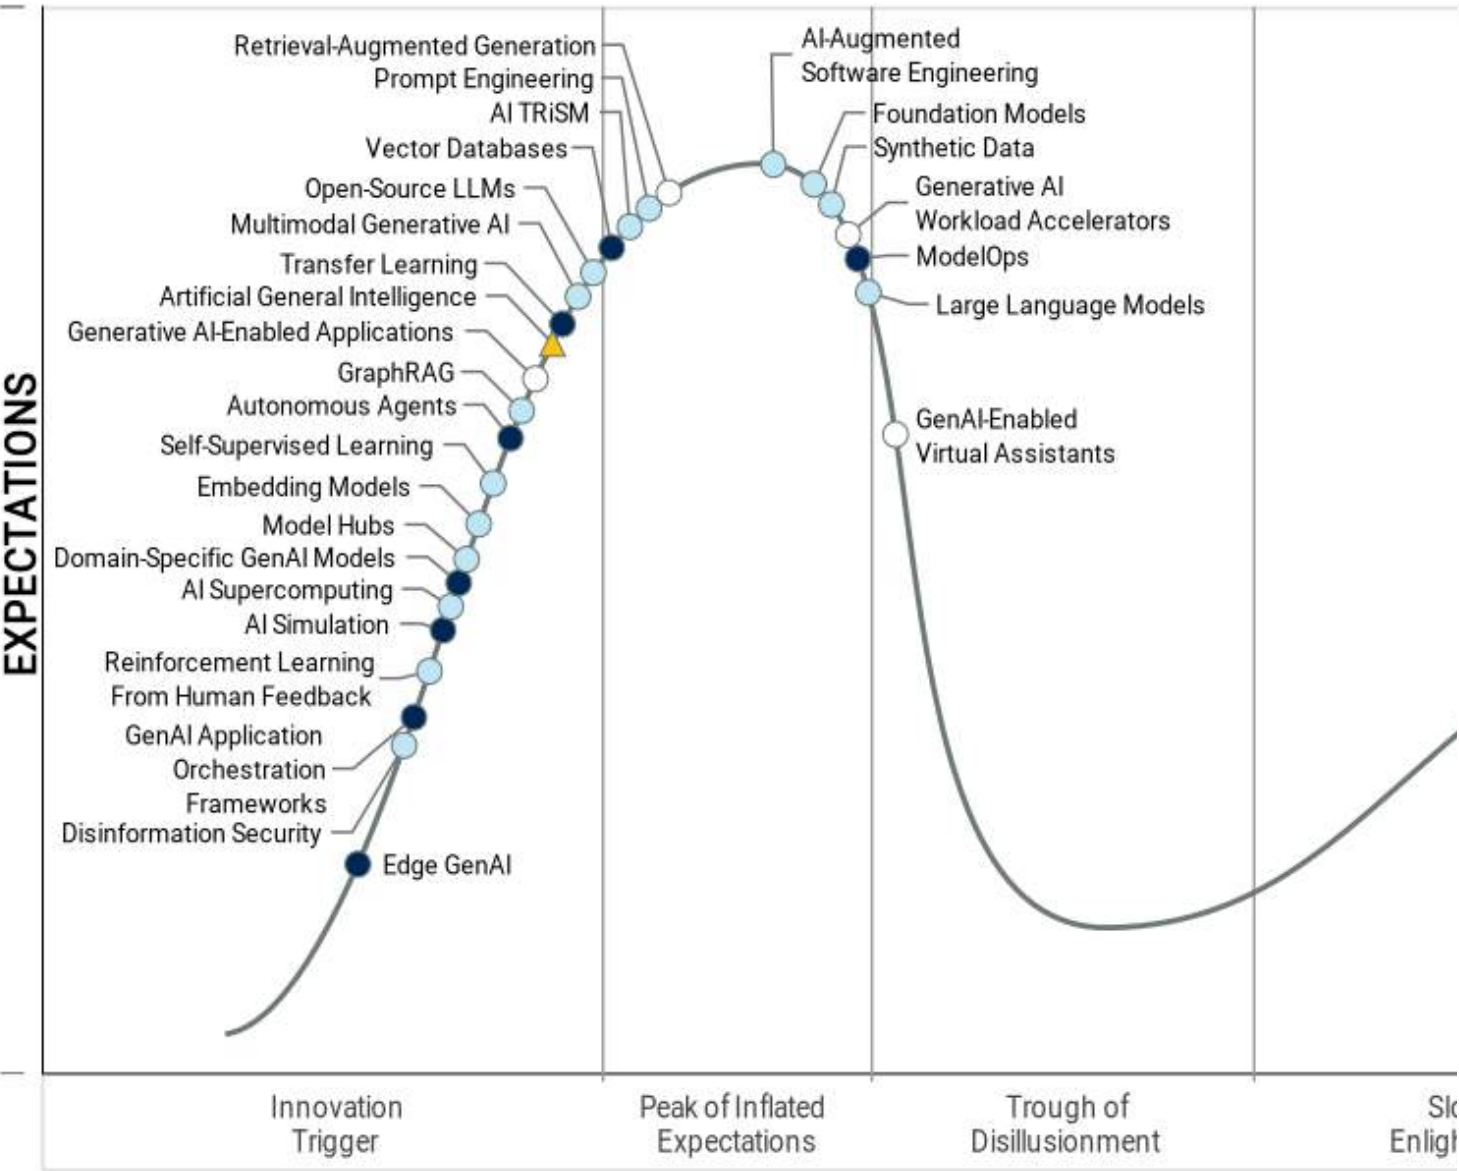 EXPECTATIONS
Retrieval-Augmented Generation
Prompt Engineering
AI TRiSM
Vector Databases
Open-Source LLMs
Multimodal Generative AI
Transfer Learning
Artificial General Intelligence
Generative AI-Enabled Applications
GraphRAG
Autonomous Agents
Self-Supervised Learning
Embedding Models
Model Hubs
Domain-Specific GenAI Models
AI Supercomputing
AI Simulation
Reinforcement Learning
From Human Feedback
GenAI Application
Orchestration
Frameworks
Disinformation Security
Edge GenAI
AI-Augmented
Software Engineering
Foundation Models
Synthetic Data
Generative AI
Workload Accelerators
ModelOps
Large Language Models
GenAI-Enabled
Virtual Assistants
Innovation
Trigger
Peak of Inflated
Expectations
Trough of
Disillusionment